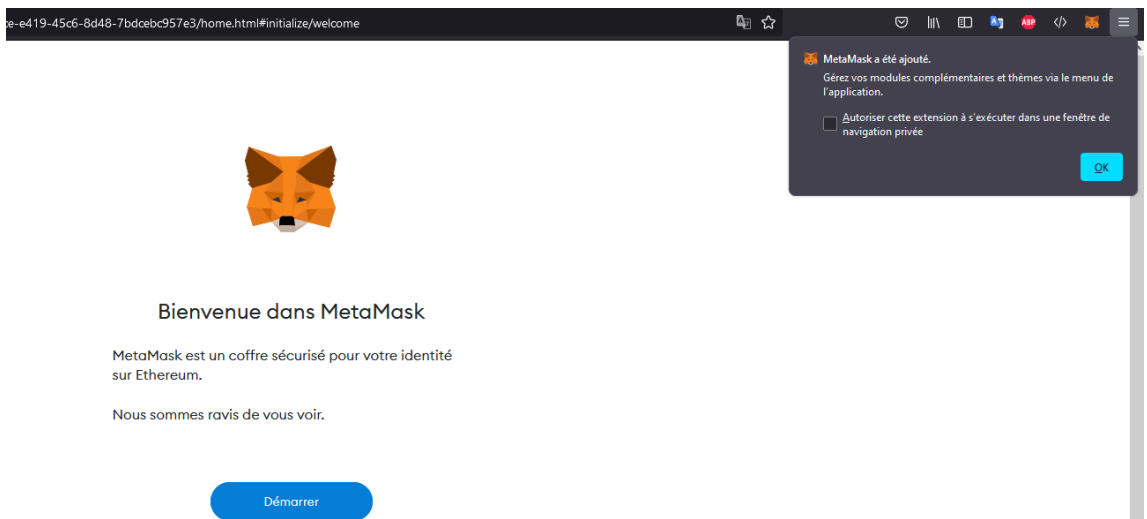 ce-e419-45c6-8d48-7bdcebc957e3/home.html#initialize/welcome
ABP
MetaMask a été ajouté.
Gérez vos modules complémentaires et thèmes via le menu de
l'application.
Autoriser cette extension à s'exécuter dans une fenêtre de
navigation privée
OK
Bienvenue dans MetaMask
MetaMask est un coffre sécurisé pour votre identité
sur Ethereum.
Nous sommes ravis de vous voir.
Démarrer